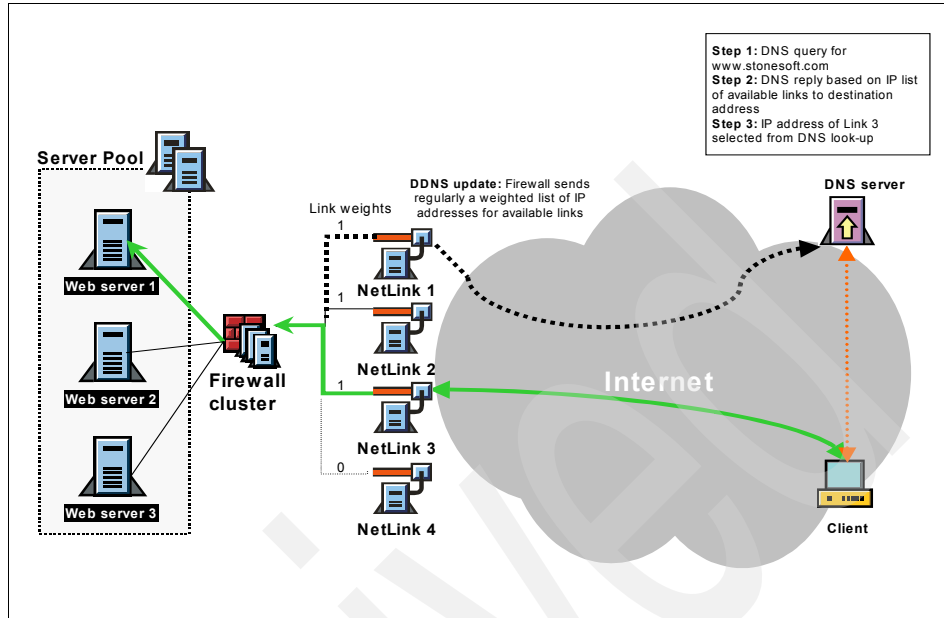 Step 1: DNS query for
www.stonesoft.com
Step 2: DNS reply based on IP list
of available links to destination
address
Step 3: IP address of Link 3
selected from DNS look-up
Server Pool
DDNS update: Firewall sends
regularly a weighted list of IP
addresses for available links
DNS server
Link weights
1
NetLink 1
Web server 1
1
NetLink 2
Firewall
cluster
Internet
Web server 2
1
NetLink 3
0
NetLink 4
Web server 3
Client